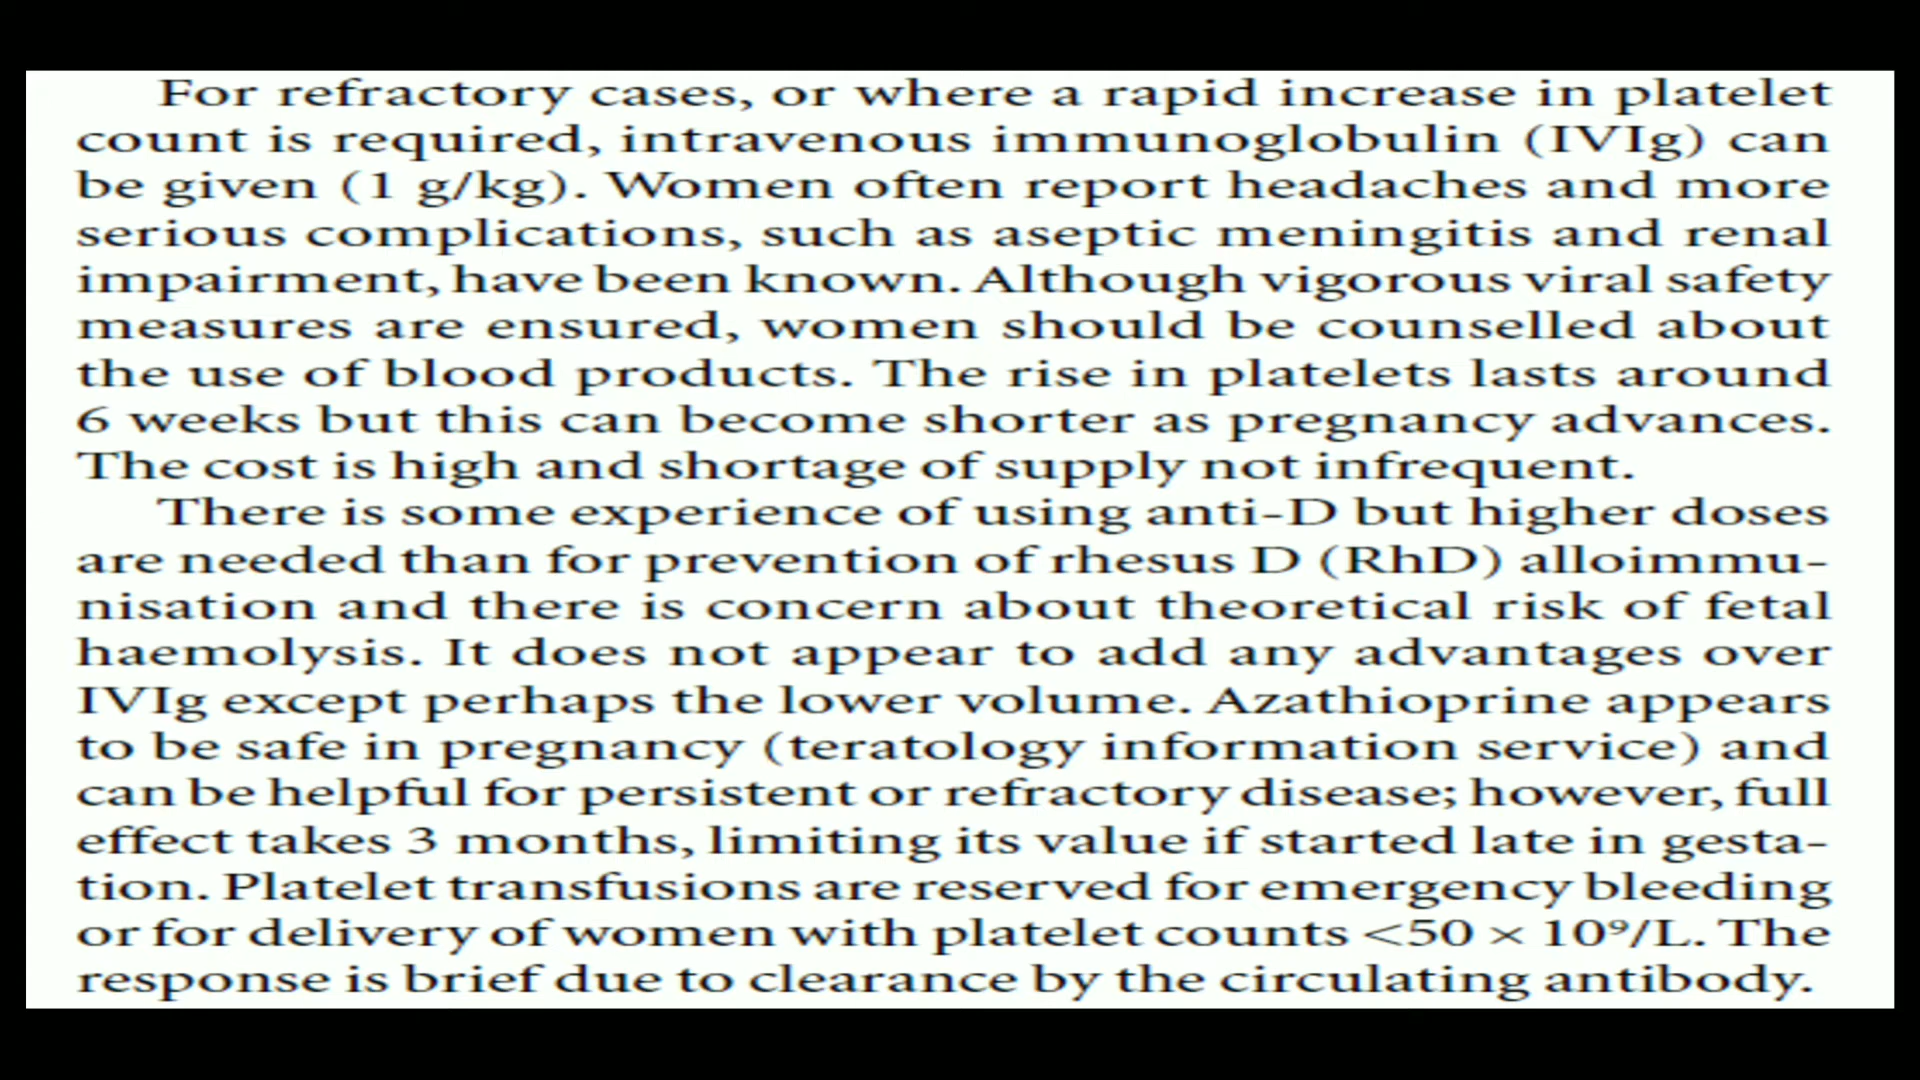 For refractory cases, or where a rapid increase in platelet
count is required, intravenous immunoglobulin (IVIg) can
be given (1 g/kg). Women often report headaches and more
serious complications, such as aseptic meningitis and renal
impairment, have been known. Although vigorous viral safety
measures are ensured, women should be counselled about
the use of blood products. The rise in platelets lasts around
6 weeks but this can become shorter as pregnancy advances.
The cost is high and shortage of supply not infrequent.
There is some experience of using anti-D but higher doses
are needed than for prevention of rhesus D (RhD) alloimmu-
nisation and there is concern about theoretical risk of fetal
haemolysis. It does not appear to add any advantages over
IVIg except perhaps the lower volume. Azathioprine appears
to be safe in pregnancy (teratology information service) and
can be helpful for persistent or refractory disease; however, full
effect takes 3 months, limiting its value if started late in gesta-
tion. Platelet transfusions are reserved for emergency bleeding
or for delivery of women with platelet counts <50 × 10⁹/L. The
response is brief due to clearance by the circulating antibody.